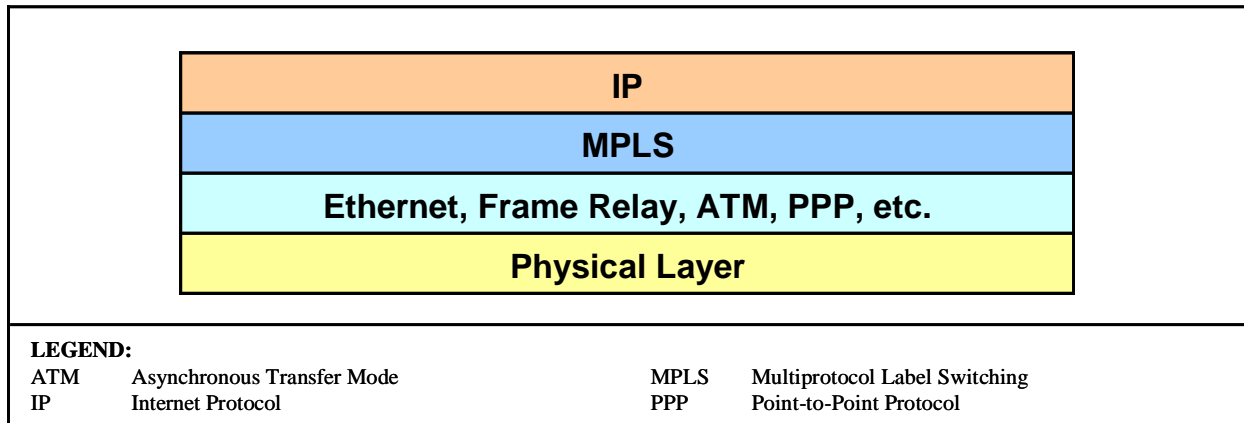 IP
MPLS
Ethernet, Frame Relay, ATM, PPP, etc.
Physical Layer
LEGEND:
ATM Asynchronous Transfer Mode MPLS Multiprotocol Label Switching
IP Internet Protocol PPP Point-to-Point Protocol